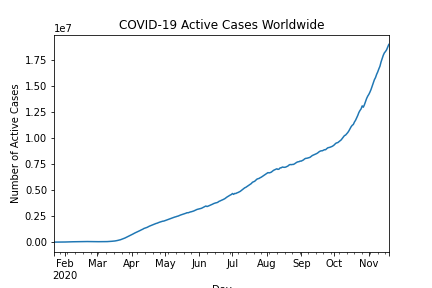 COVID-19 Active Cases Worldwide
1e7
Number of Active Cases
1.75
1.50
1.25
1.00
0.75
0.50
0.25
0.00
Feb Mar Apr May Jun Jul Aug Sep Oct Nov
2020